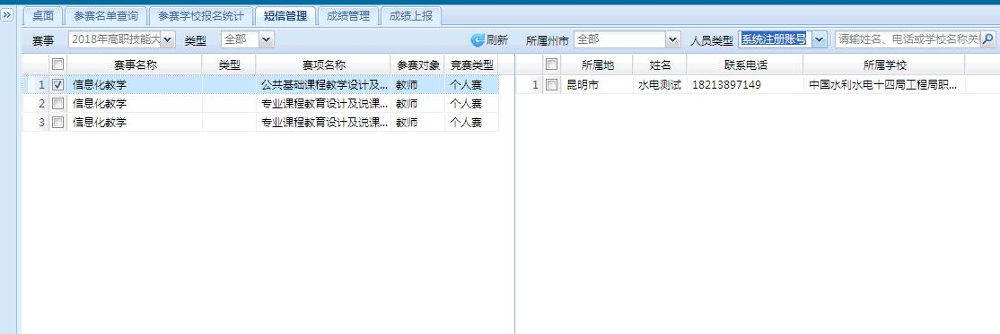 桌面 参赛名单查询 参赛学校报名统计 短信管理 成绩管理 成绩上报
赛事 2018年高职技能大 类型 全部 刷新 所属州市 全部 人员类型 系统注册账号 请输姓名、电话或学校名称关
赛事名称 类型 赛项名称 参赛对象 竞赛类型 所属地 姓名 联系电话 所属学校
1 信息化教学 公共基础课程教学设计及... 教师 个人赛 1 昆明市 水电测试 18213897149 中国水利水电十四局工程局职...
2 信息化教学 专业课程教育设计及说课... 教师 个人赛
3 信息化教学 专业课程教育设计及说课... 教师 个人赛